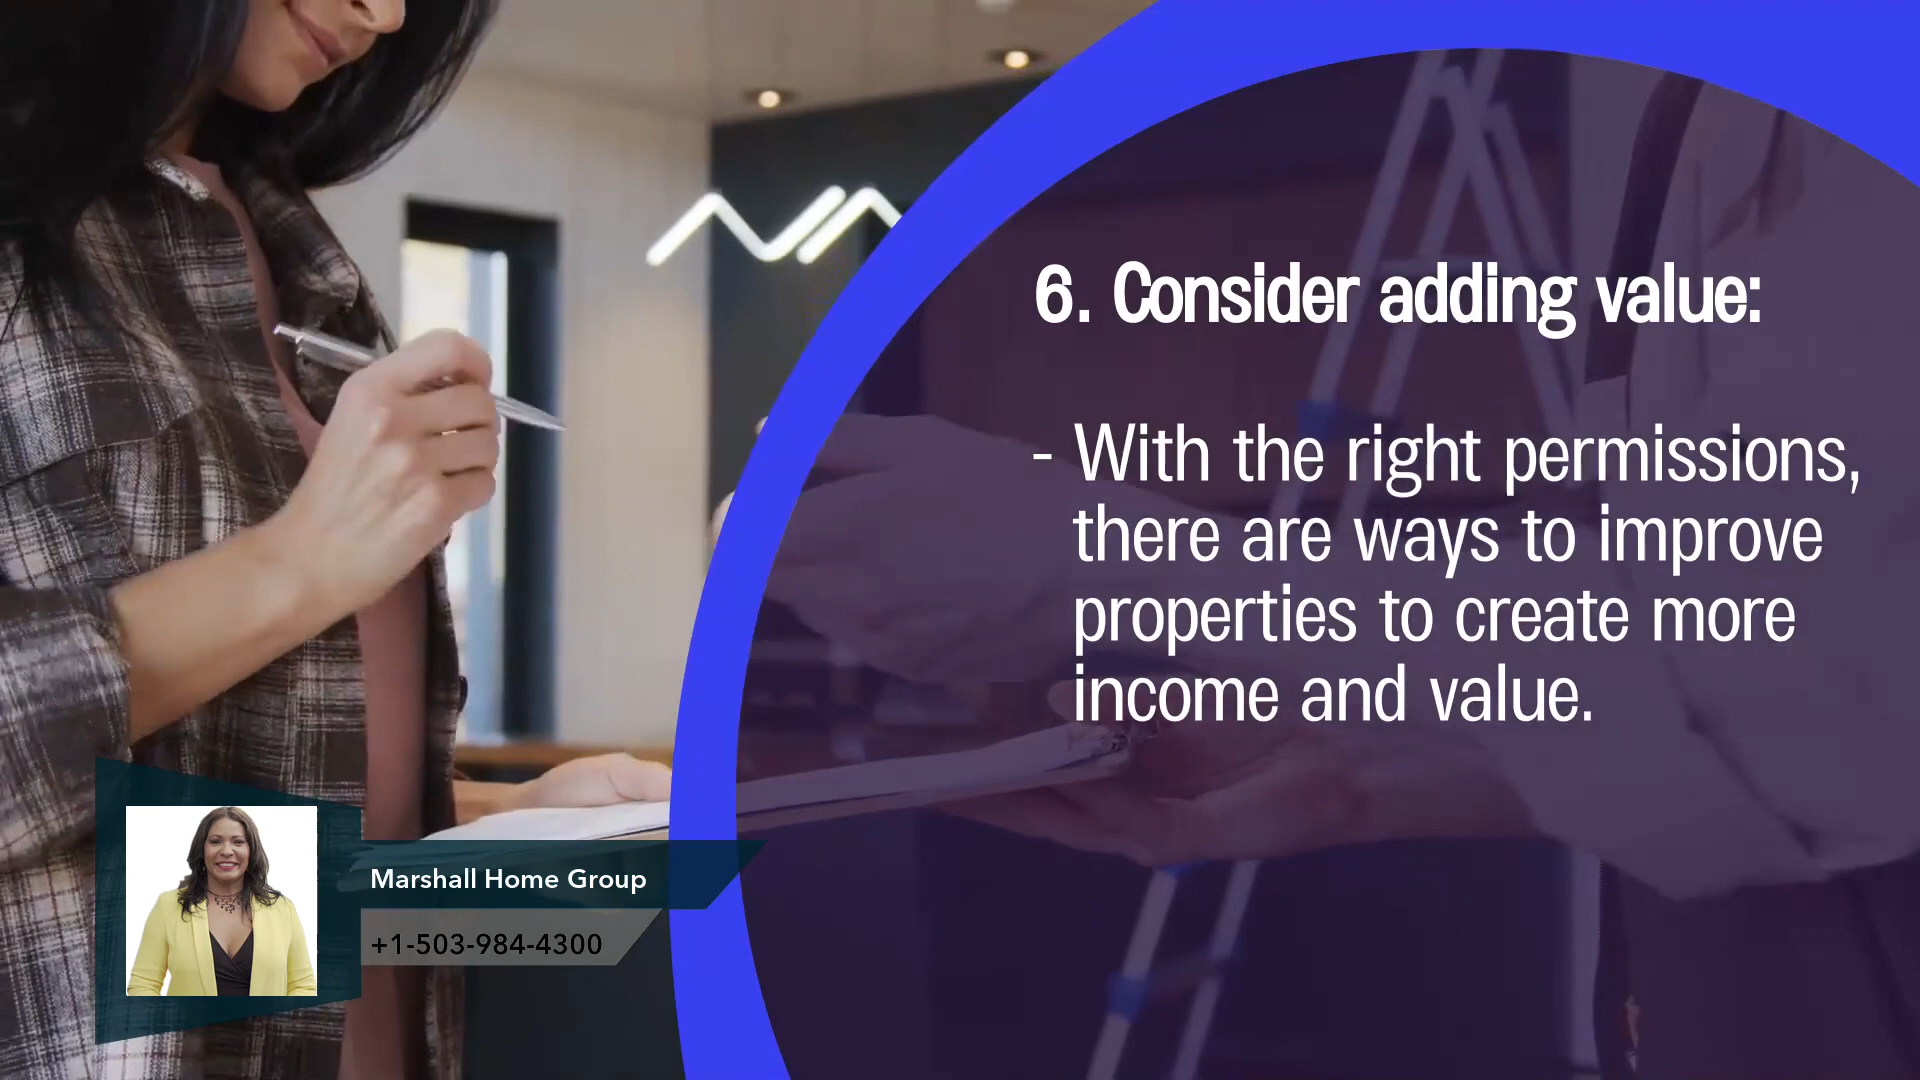 6. Consider adding value:
- With the right permissions,
there are ways to improve
properties to create more
income and value.
Marshall Home Group
+1-503-984-4300